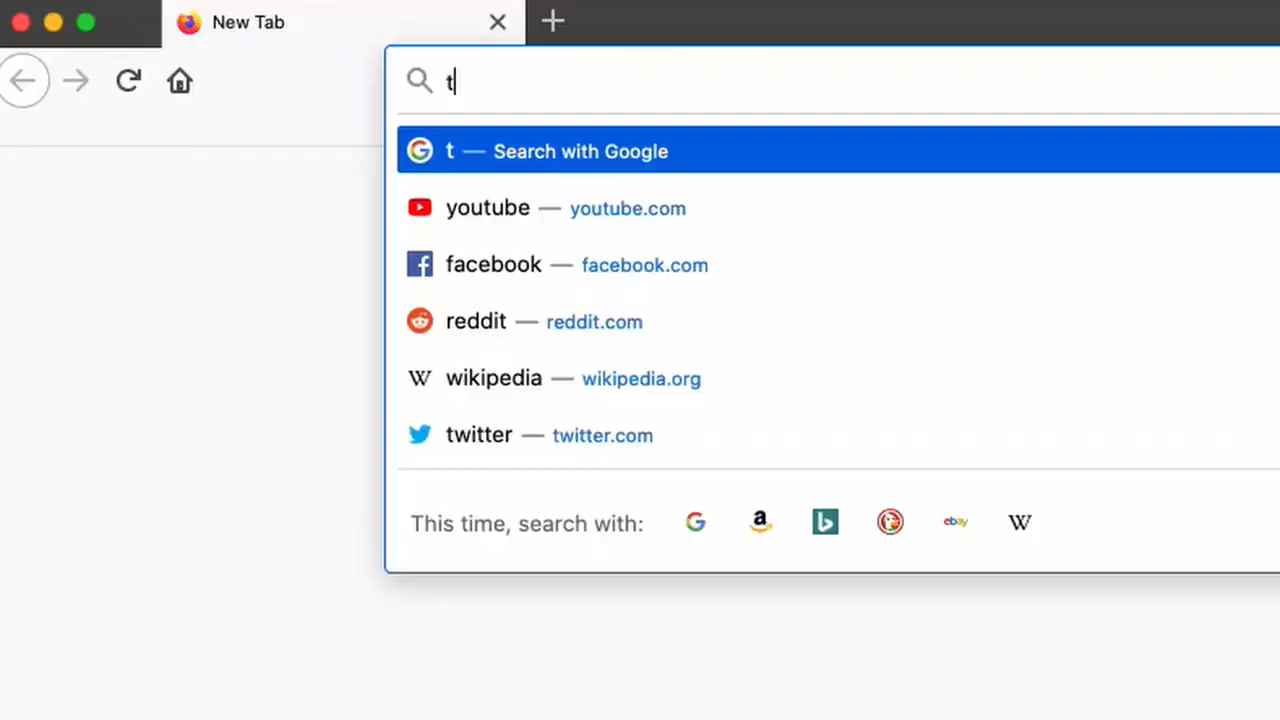 New Tab
t
t — Search with Google
youtube — youtube.com
facebook — facebook.com
reddit — reddit.com
wikipedia — wikipedia.org
twitter — twitter.com
This time, search with:
ebay